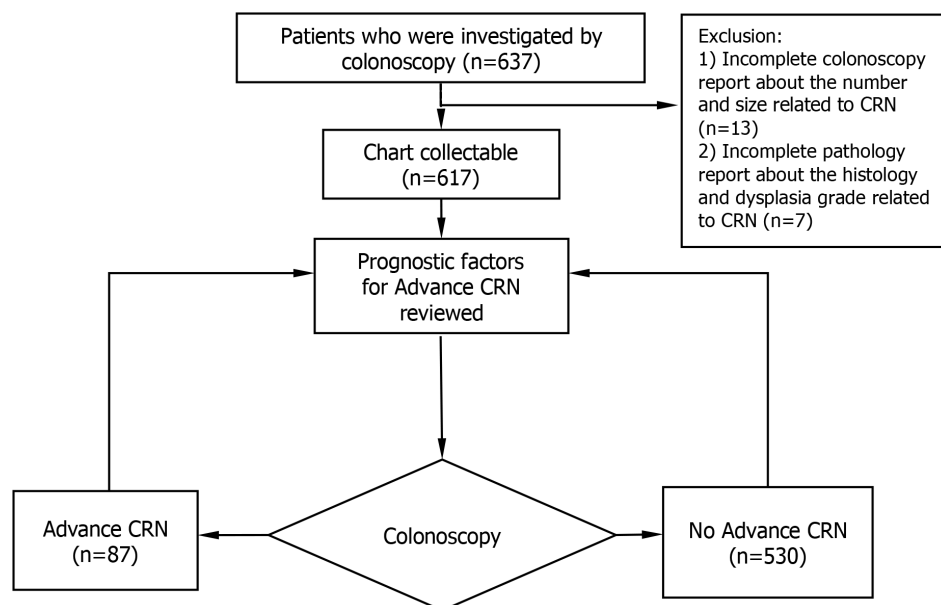 Patients who were investigated by
colonoscopy (n=637)
Exclusion:
1) Incomplete colonoscopy
report about the number
and size related to CRN
(n=13)
2) Incomplete pathology
report about the histology
and dysplasia grade related
to CRN (n=7)
Chart collectable
(n=617)
Prognostic factors
for Advance CRN
reviewed
Advance CRN
(n=87)
Colonoscopy
No Advance CRN
(n=530)